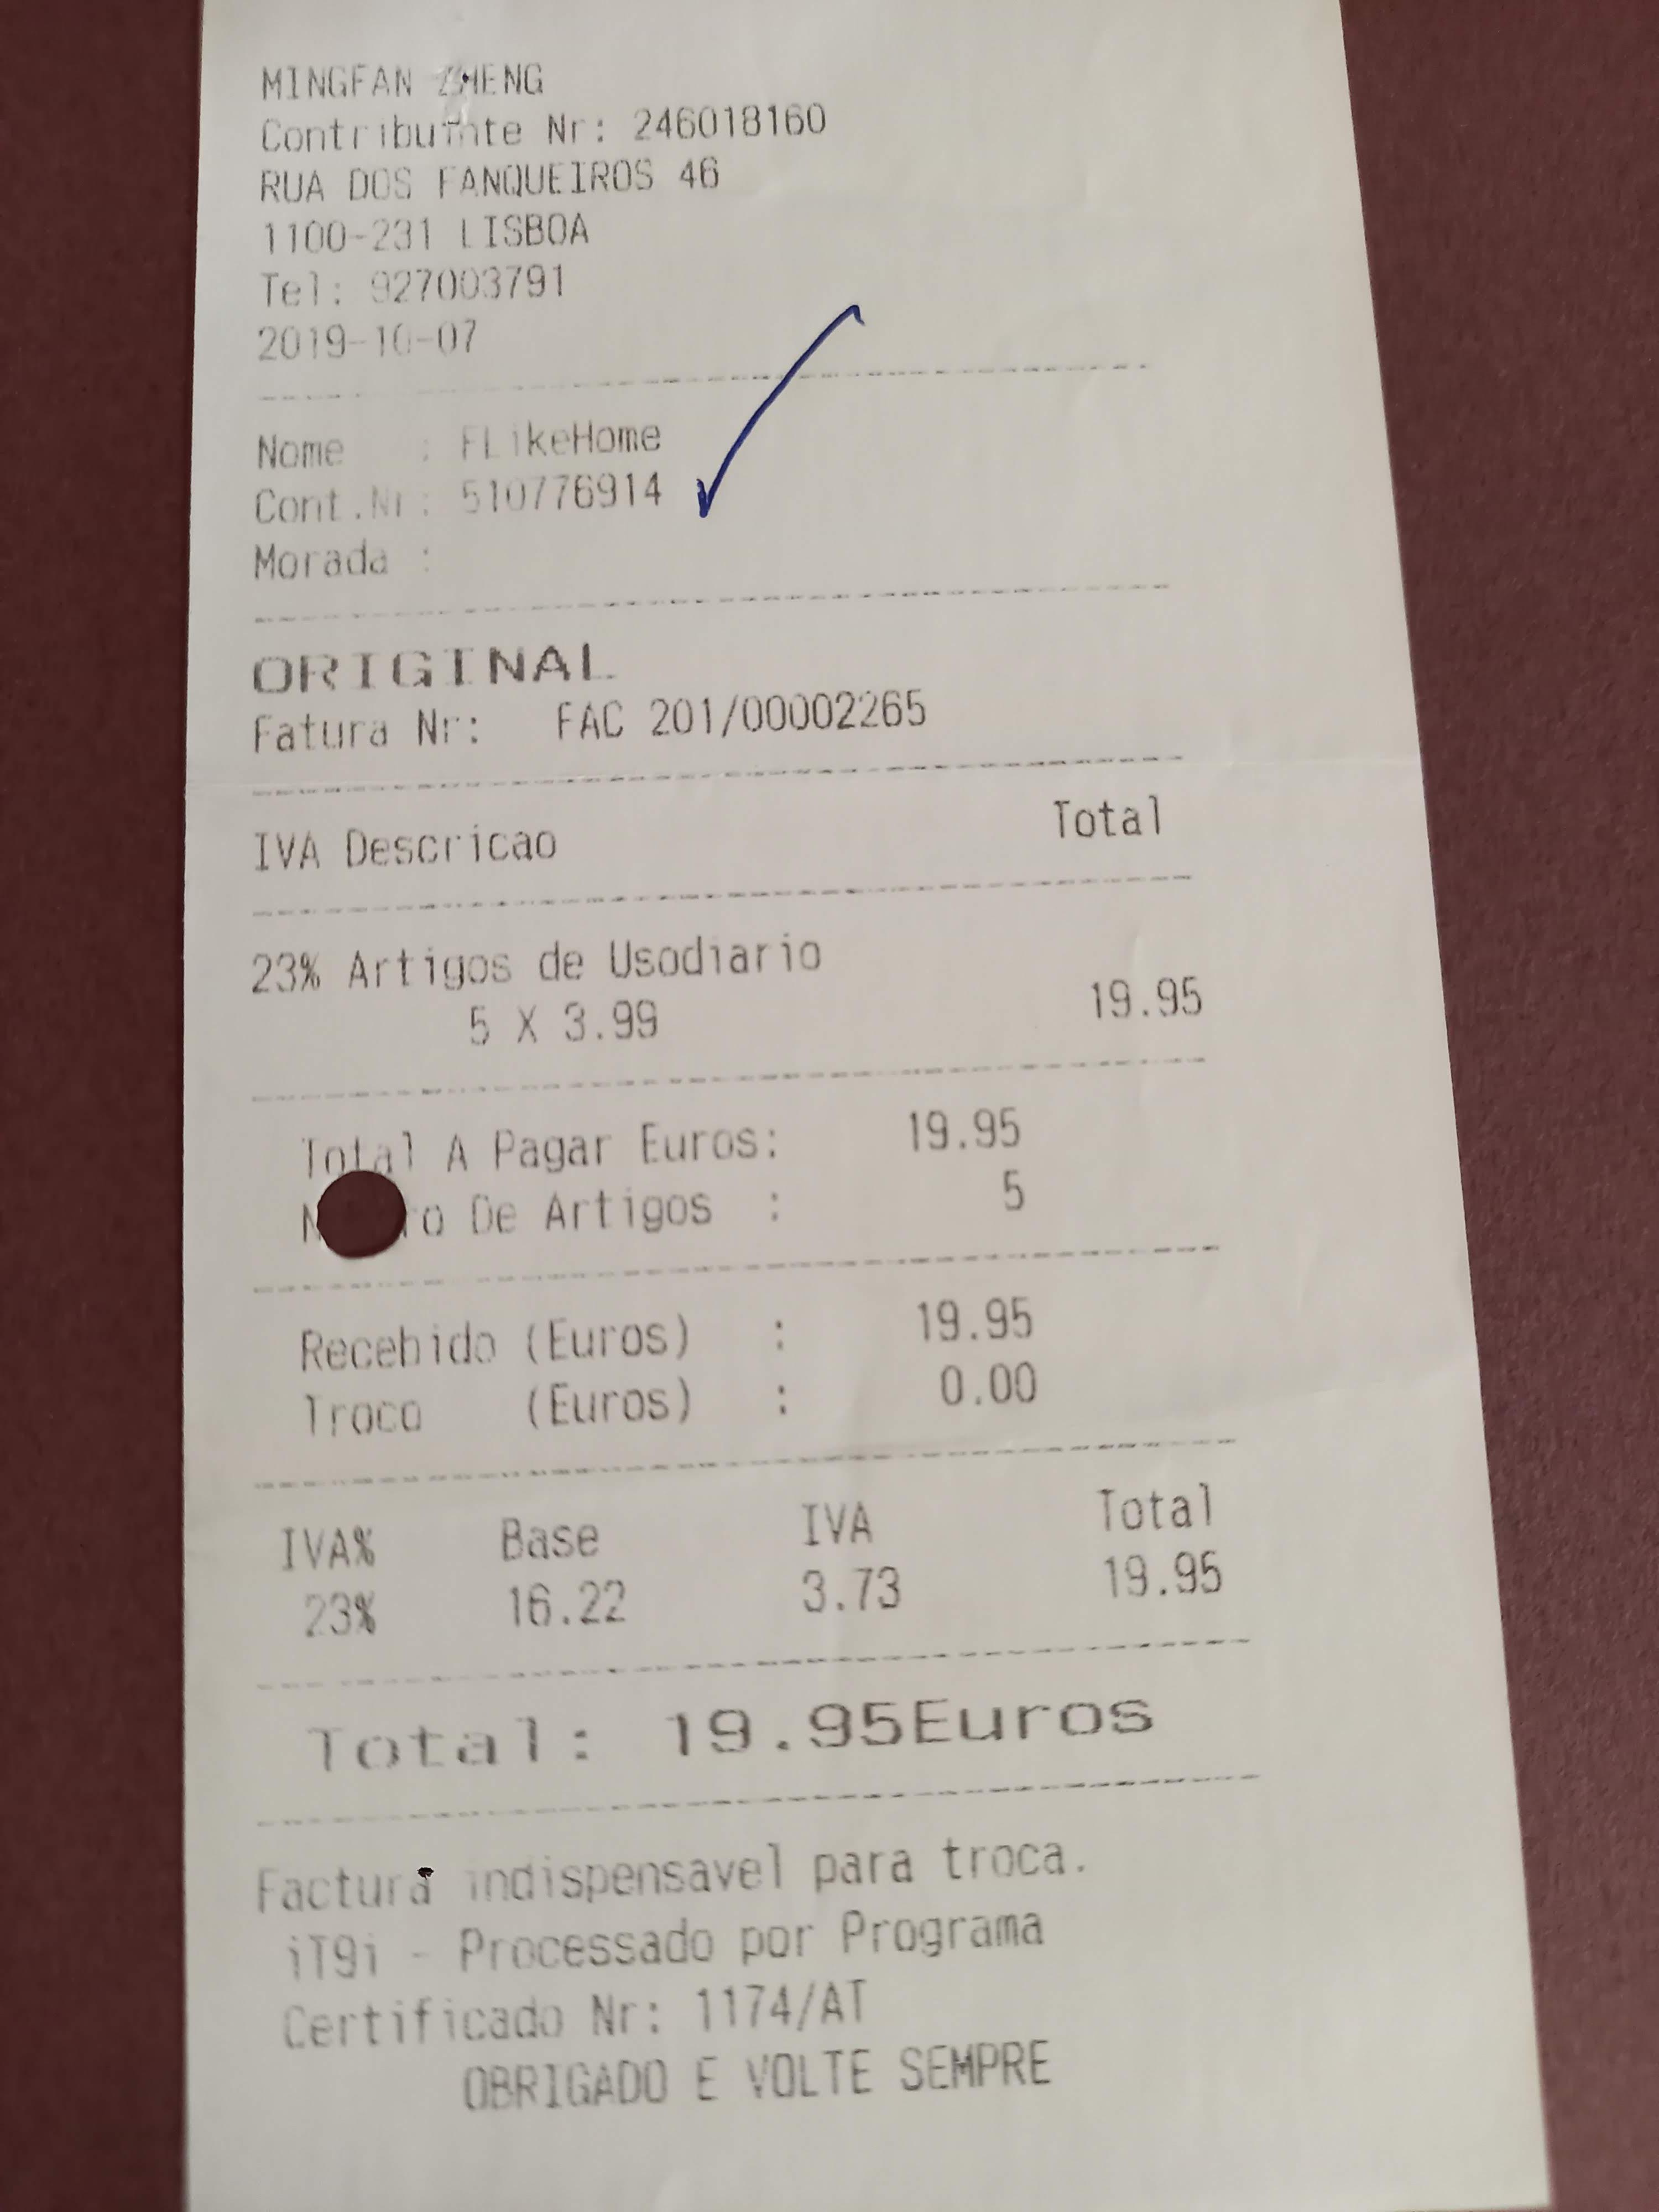 MINGFAN ZHENG
Contribuinte Nr: 246018160
RUA DOS FANQUEIROS 46
1100-231 LISBOA
Tel: 927003791
2019-10-07
Nome : FLikeHome
Cont.Nr: 510776914
Morada :
ORIGINAL
Fatura Nr: FAC 201/00002265
IVA Descricao Total
23% Artigos de Usodiario
5 X 3.99 19.95
Total A Pagar Euros: 19.95
De Artigos : 5
Recebido (Euros) : 19.95
Troco (Euros) : 0.00
IVA% Base IVA Total
23% 16.22 3.73 19.95
Total: 19.95Euros
Factura indispensavel para troca.
iT9i - Processado por Programa
Certificado Nr: 1174/AT
OBRIGADO E VOLTE SEMPRE